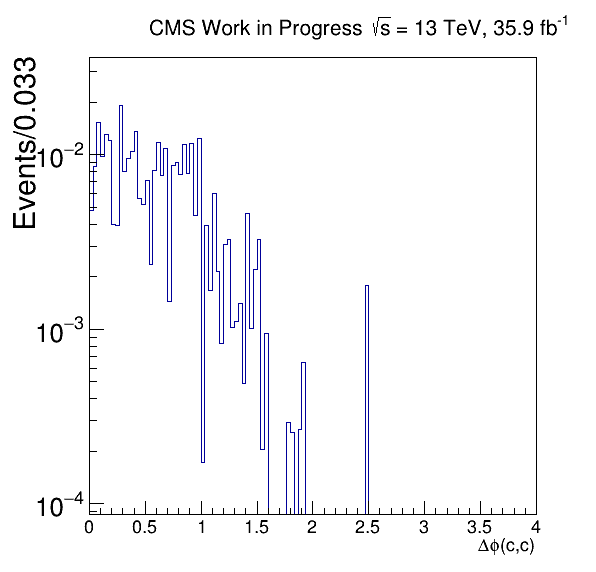 CMS Work in Progress √s = 13 TeV, 35.9 fb⁻¹
Events/0.033
10⁻²
10⁻³
10⁻⁴
0 0.5 1 1.5 2 2.5 3 3.5 4
Δϕ(c,c)